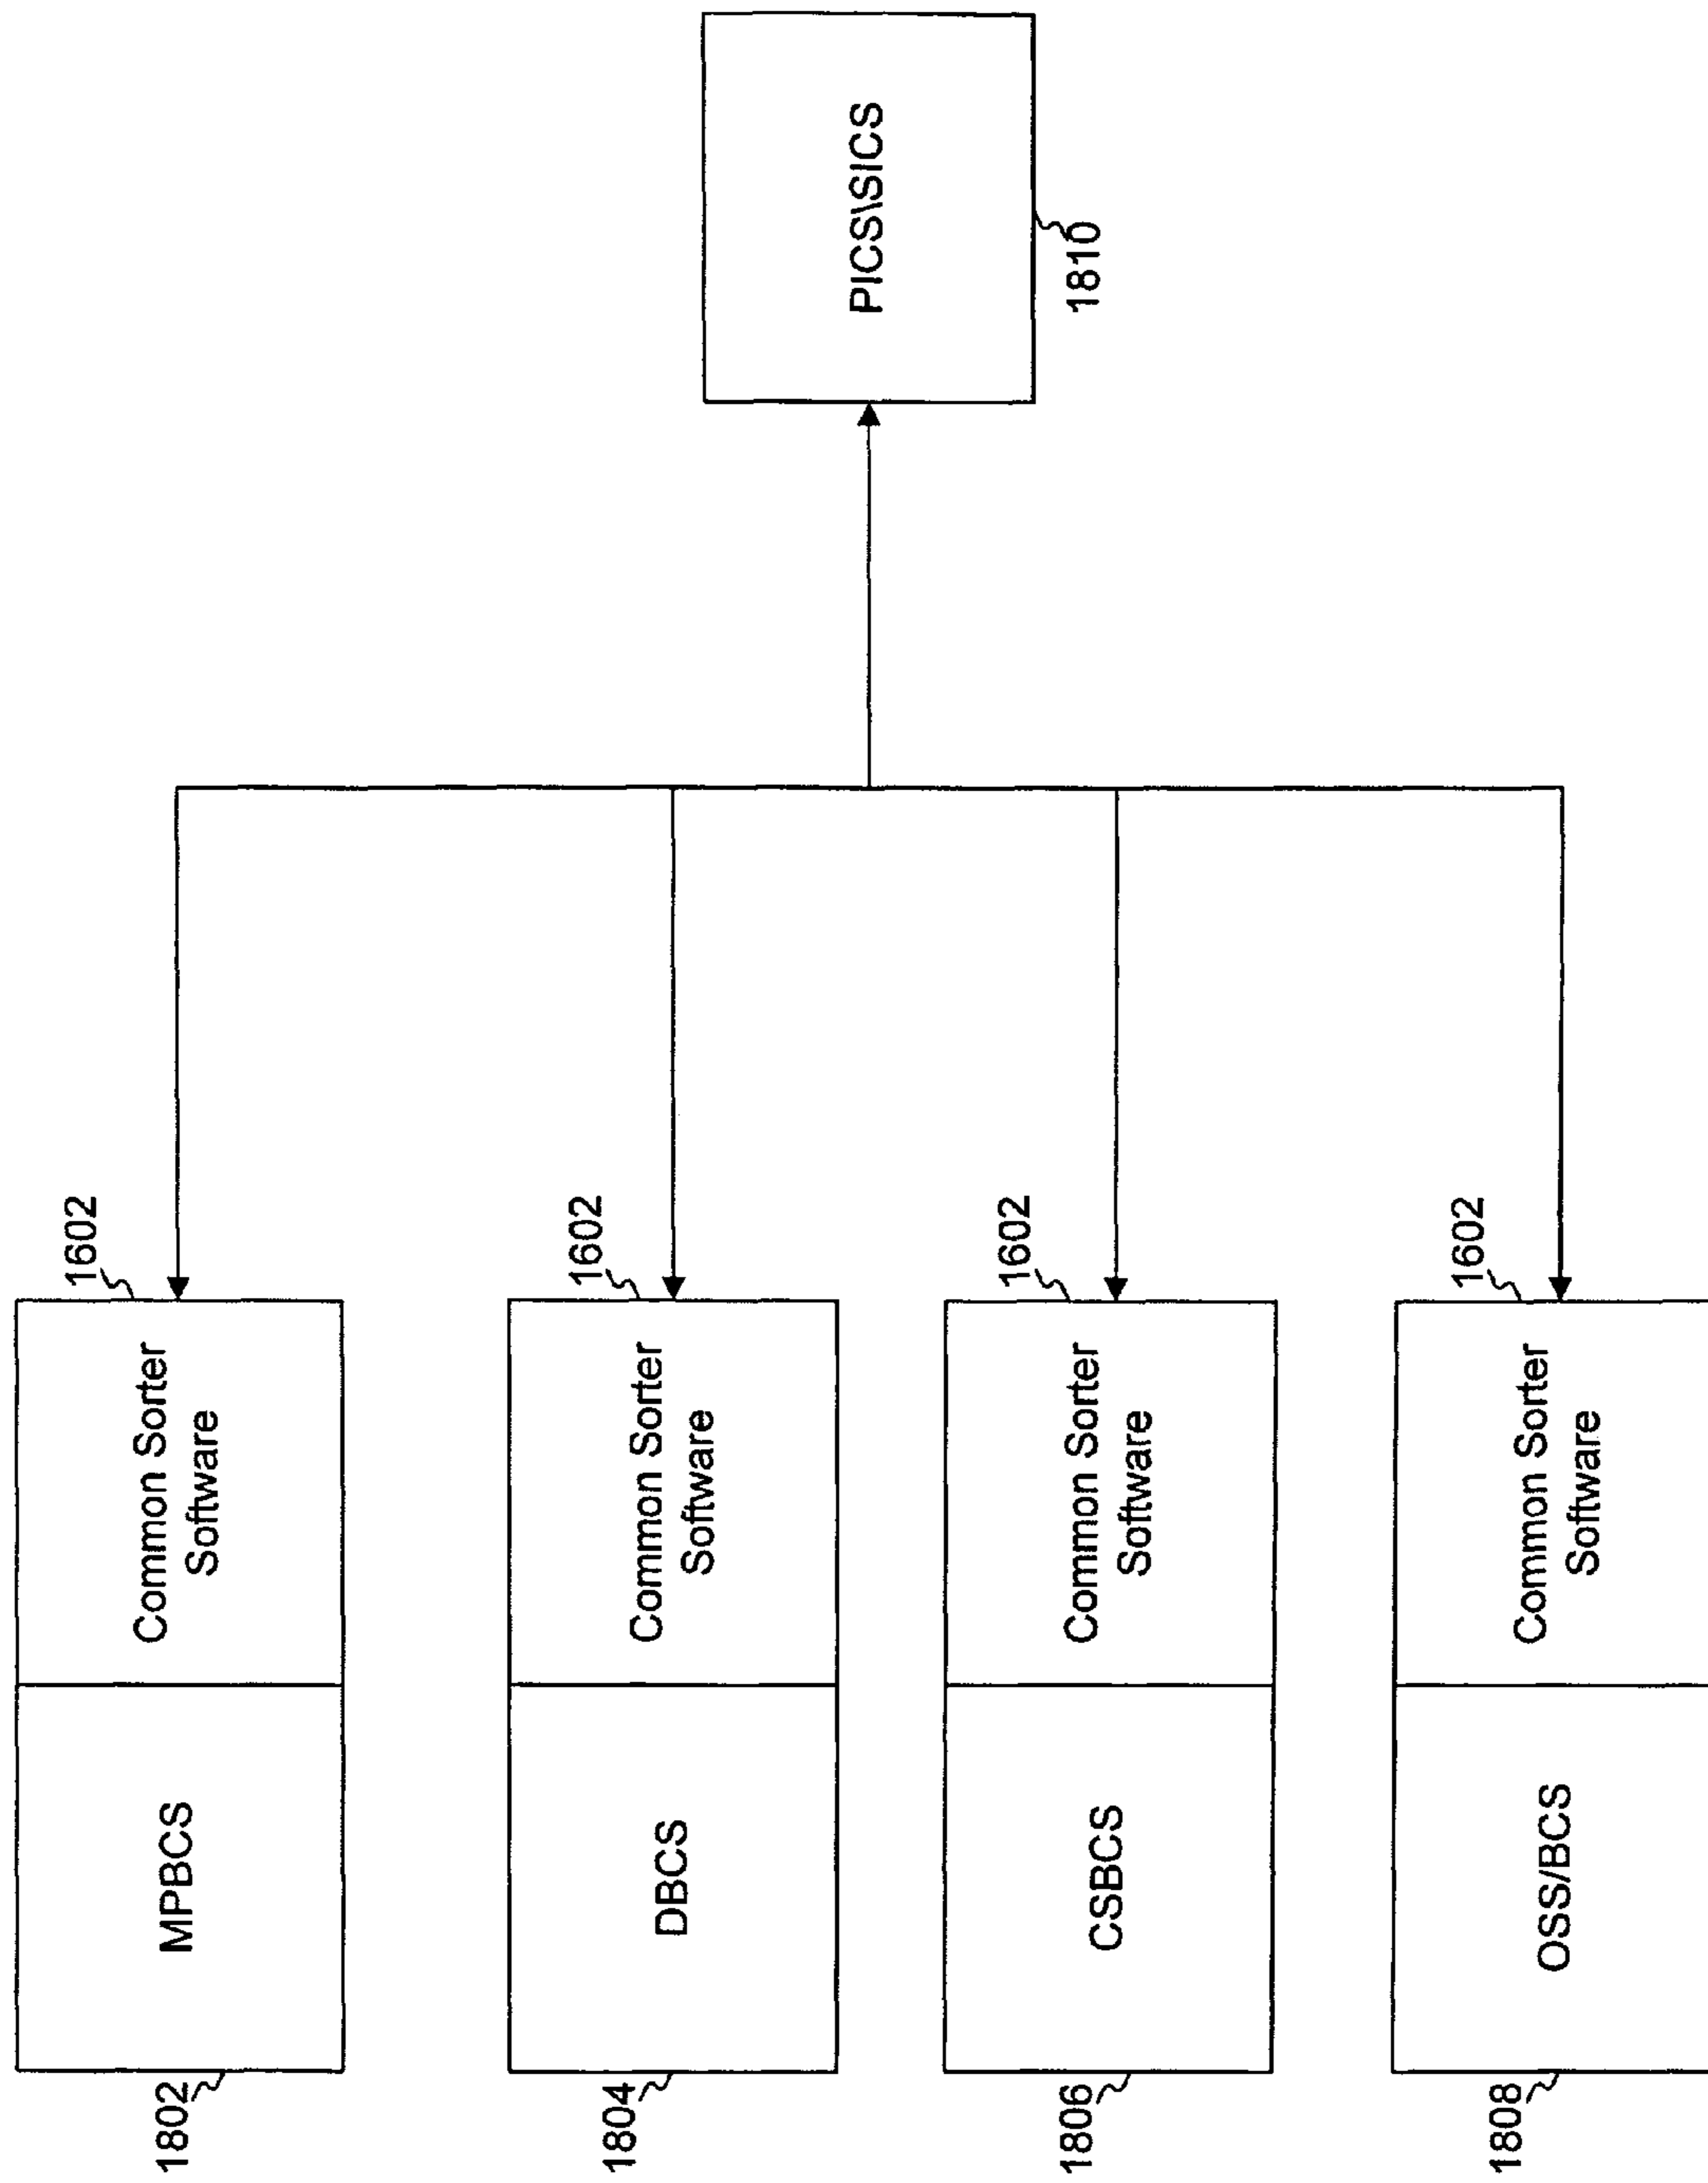 1802
MPBCS
Common Sorter
Software
1602
1804
DBCS
Common Sorter
Software
1602
1806
CSBCS
Common Sorter
Software
1602
1808
OSS/BCS
Common Sorter
Software
1602
PICS\SICS
1810